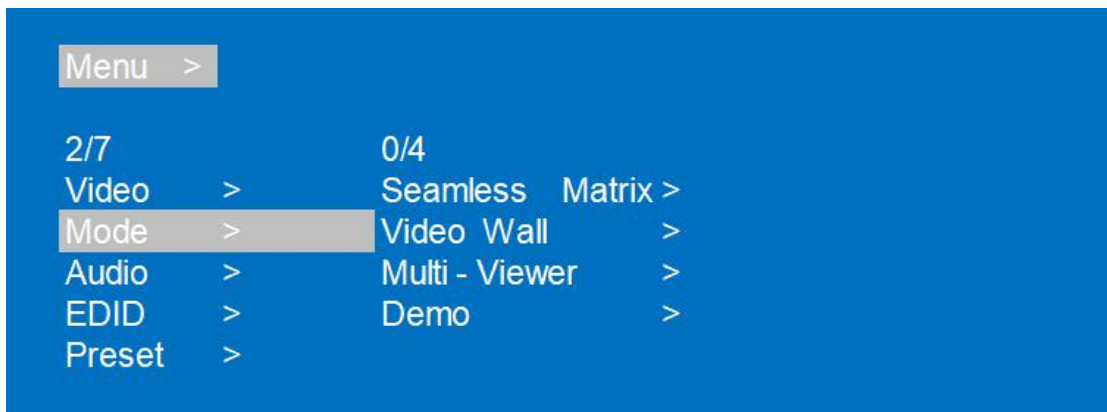 Menu >
2/7 0/4
Video > Seamless Matrix >
Mode > Video Wall >
Audio > Multi - Viewer >
EDID > Demo >
Preset >